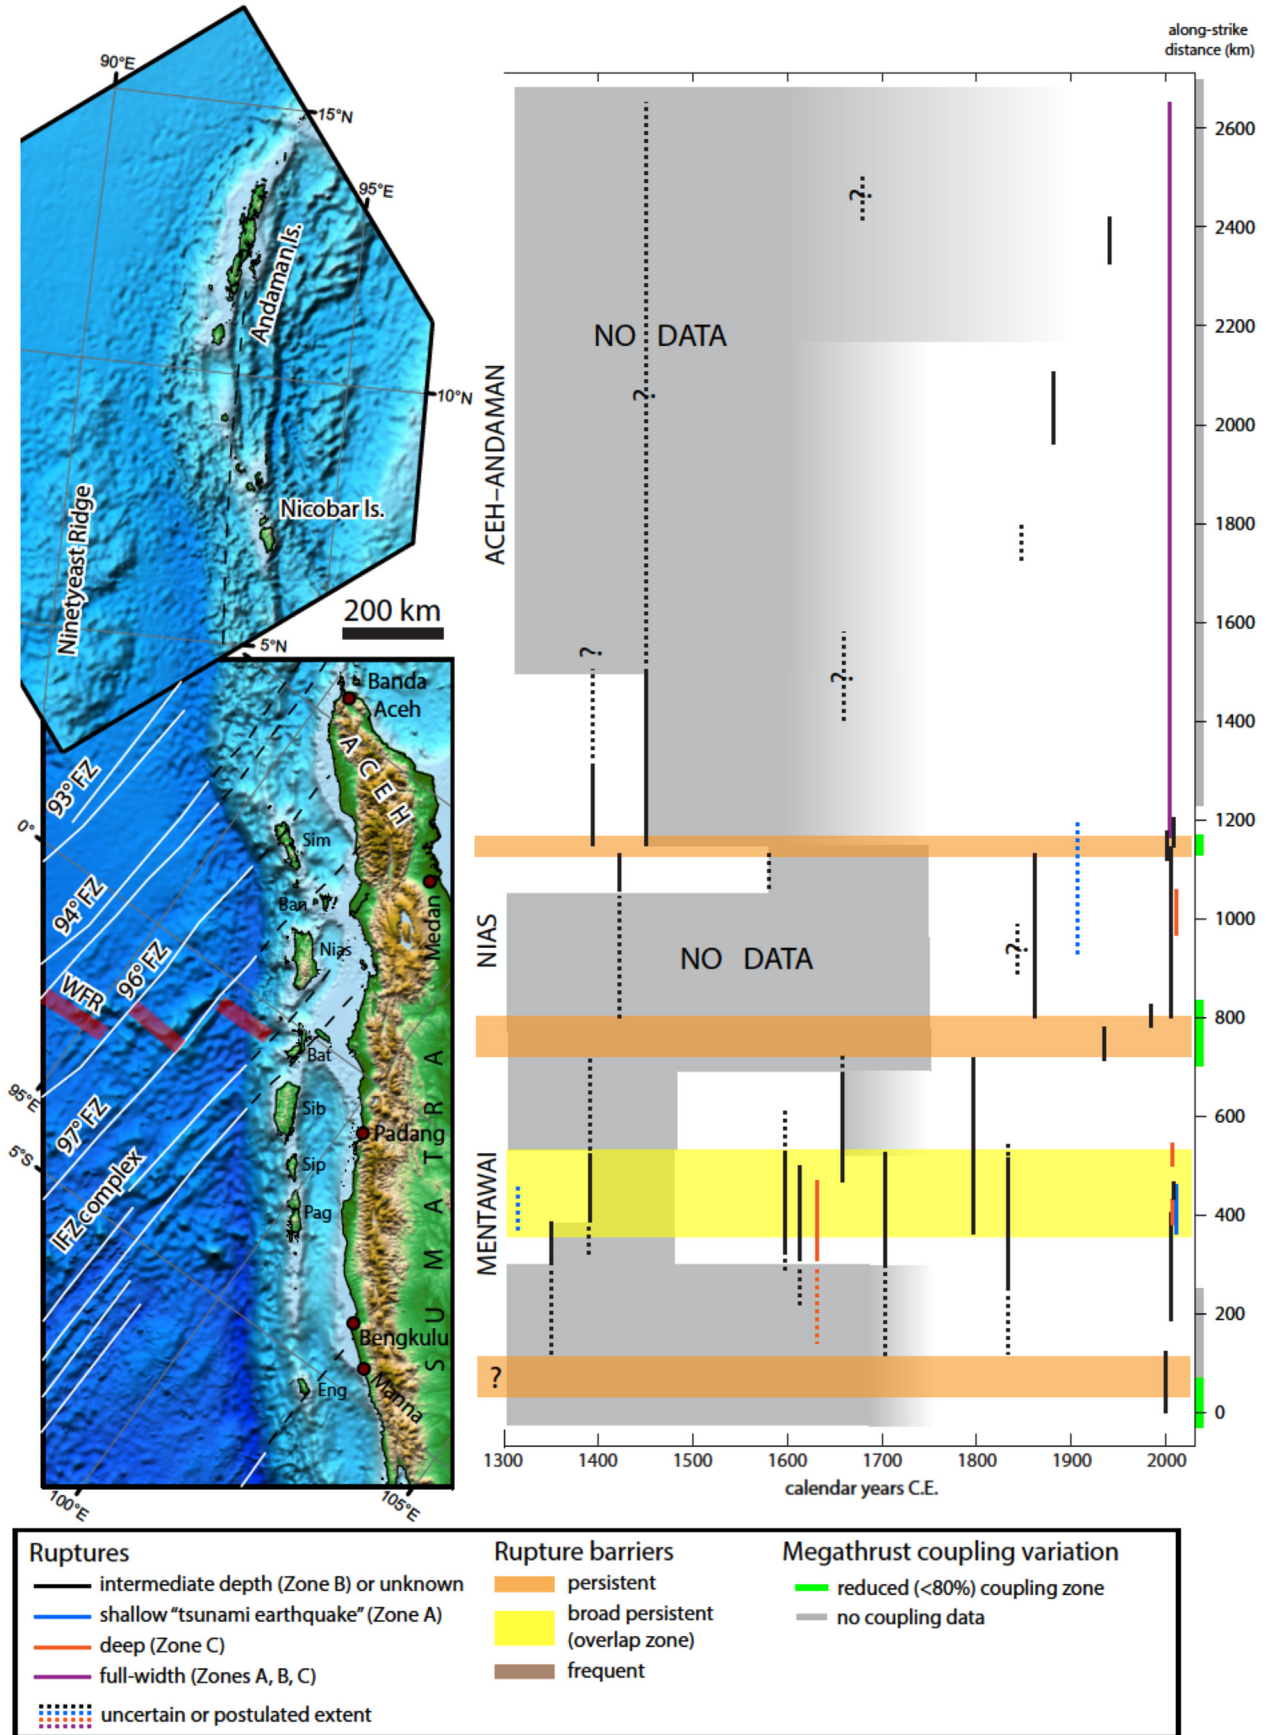 along-strike
distance (km)
90°E
15°N
95°E
Andaman Is.
10°N
Nicobar Is.
Ninetyeast Ridge
200 km
5°N
Banda
Aceh
ACEH
93° FZ
0°
Sim
94° FZ
Ban
Medan
96° FZ
Nias
WFR
Bat
95°E
Sib
97° FZ
Padang
5°S
Sip
Pag
IFZ complex
SUMATRA
Bengkulu
Eng
Manna
100°E
105°E
ACEH–ANDAMAN
NIAS
MENTAWAI
?
NO DATA
?
?
?
?
NO DATA
?
2600
2400
2200
2000
1800
1600
1400
1200
1000
800
600
400
200
0
1300 1400 1500 1600 1700 1800 1900 2000
calendar years C.E.
Ruptures
intermediate depth (Zone B) or unknown
shallow “tsunami earthquake” (Zone A)
deep (Zone C)
full-width (Zones A, B, C)
uncertain or postulated extent
Rupture barriers
persistent
broad persistent
(overlap zone)
frequent
Megathrust coupling variation
reduced (<80%) coupling zone
no coupling data